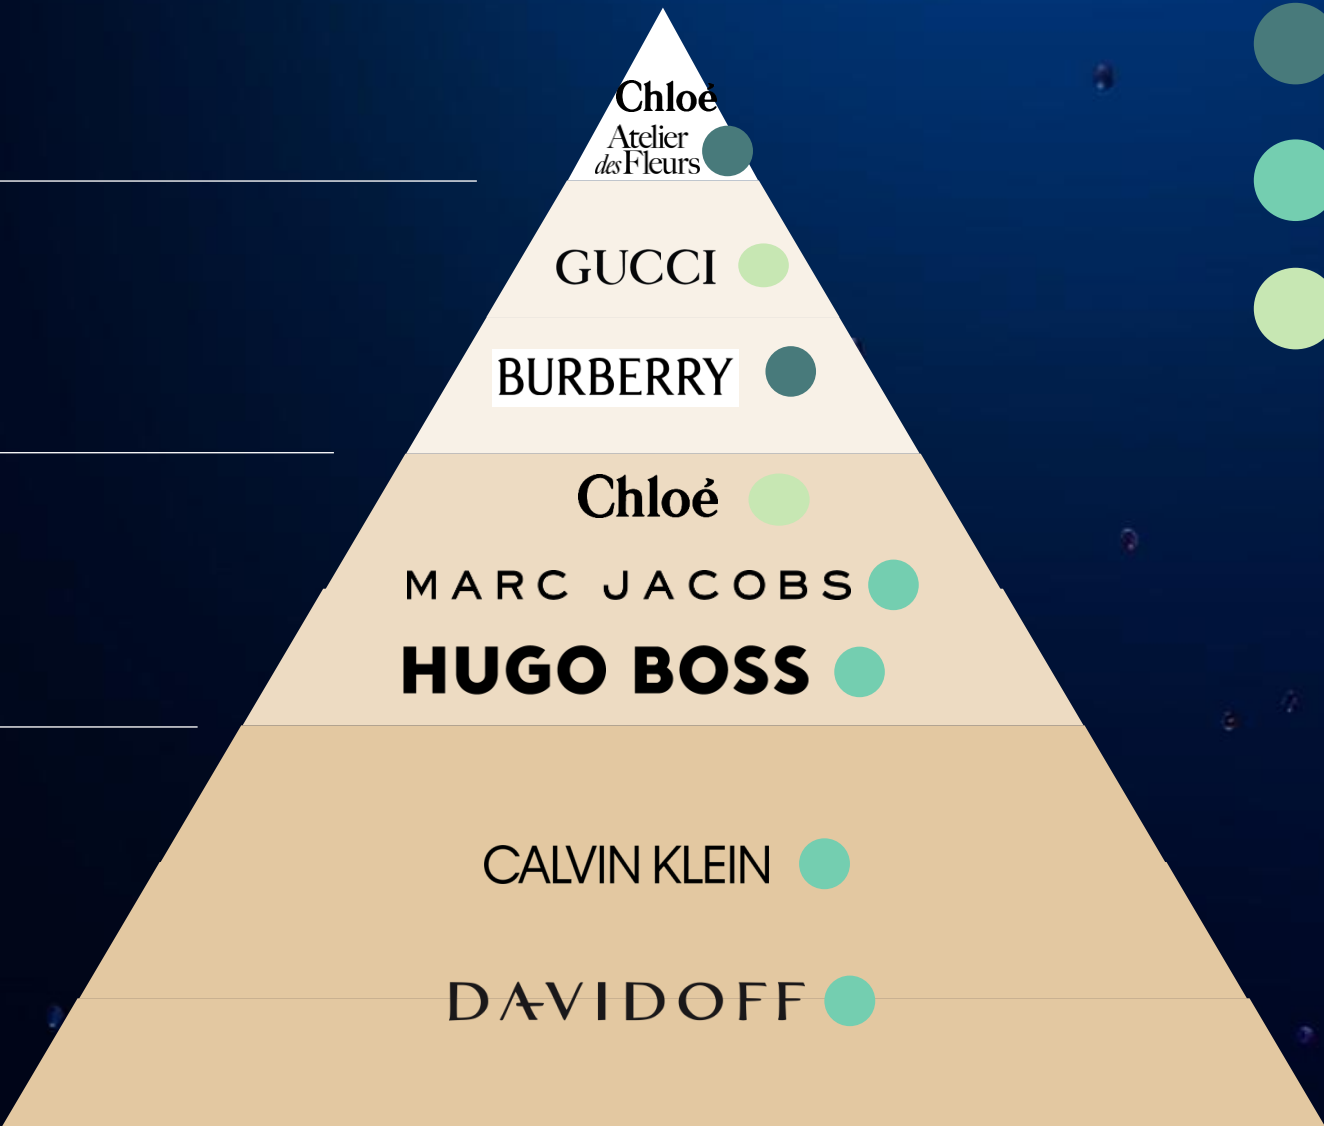 Chloé
Atelier
des Fleurs
GUCCI
BURBERRY
Chloé
MARC JACOBS
HUGO BOSS
CALVIN KLEIN
DAVIDOFF